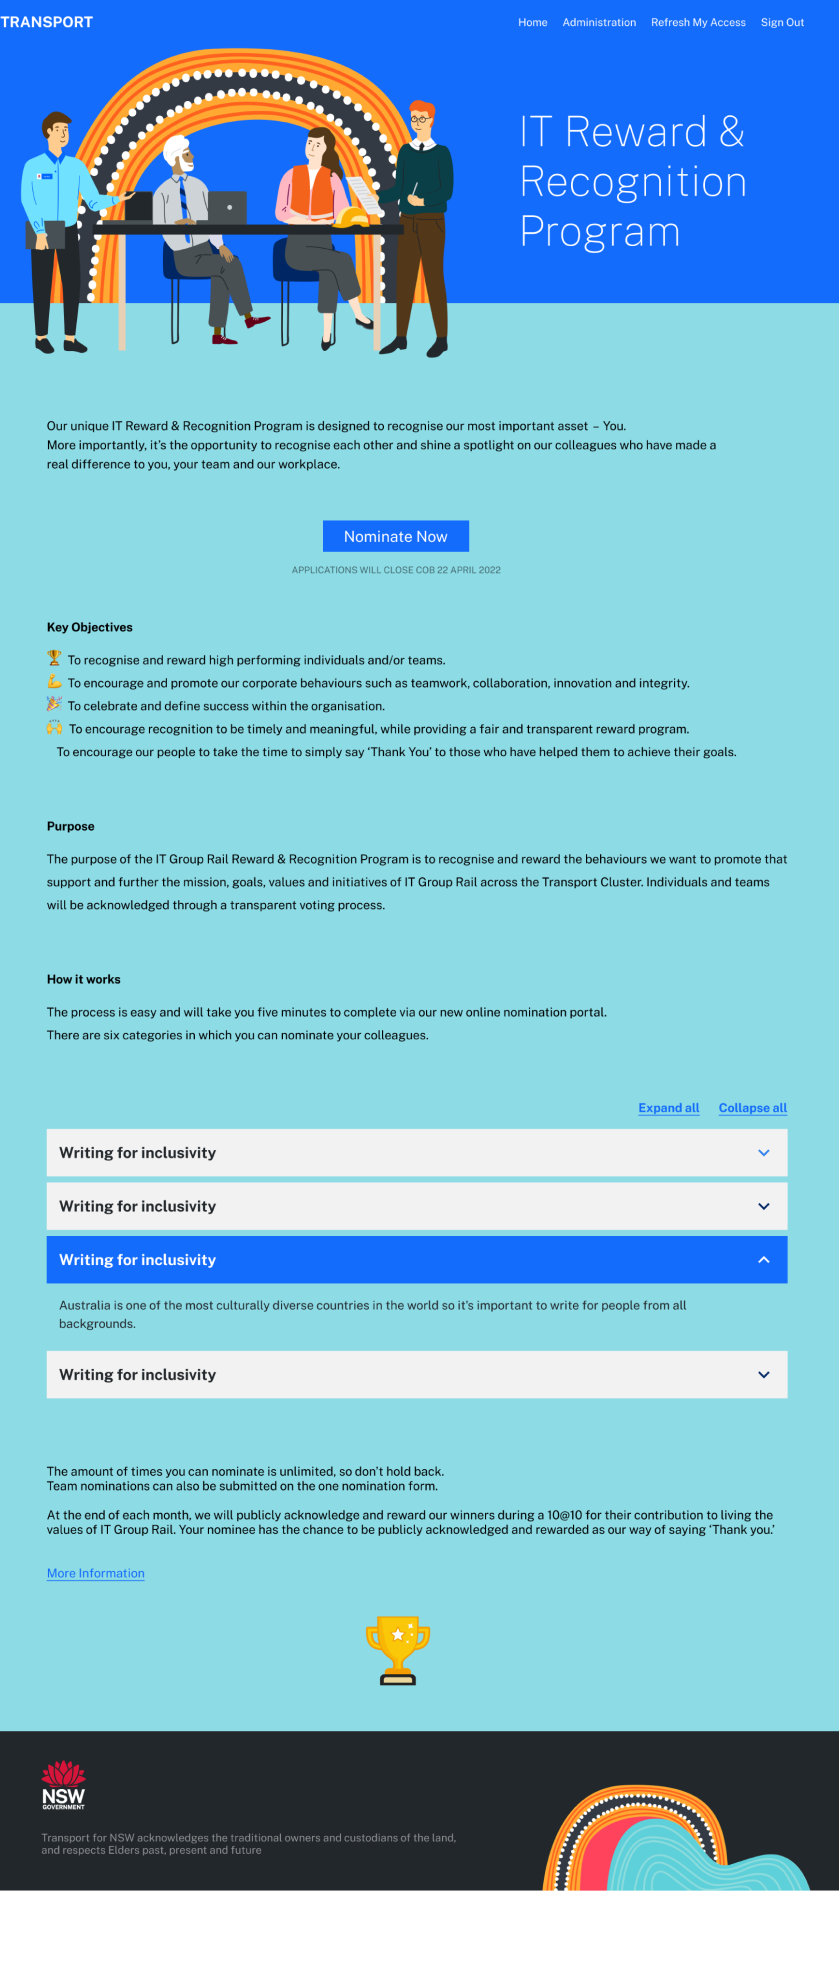 TRANSPORT
Home Administration Refresh My Access Sign Out
IT Reward &
Recognition
Program
Our unique IT Reward & Recognition Program is designed to recognise our most important asset – You.
More importantly, it's the opportunity to recognise each other and shine a spotlight on our colleagues who have made a
real difference to you, your team and our workplace.
Nominate Now
APPLICATIONS WILL CLOSE COB 22 APRIL 2022
Key Objectives
🏆 To recognise and reward high performing individuals and/or teams.
💪 To encourage and promote our corporate behaviours such as teamwork, collaboration, innovation and integrity.
🎉 To celebrate and define success within the organisation.
🙌 To encourage recognition to be timely and meaningful, while providing a fair and transparent reward program.
To encourage our people to take the time to simply say ‘Thank You’ to those who have helped them to achieve their goals.
Purpose
The purpose of the IT Group Rail Reward & Recognition Program is to recognise and reward the behaviours we want to promote that
support and further the mission, goals, values and initiatives of IT Group Rail across the Transport Cluster. Individuals and teams
will be acknowledged through a transparent voting process.
How it works
The process is easy and will take you five minutes to complete via our new online nomination portal.
There are six categories in which you can nominate your colleagues.
Expand all Collapse all
Writing for inclusivity
Writing for inclusivity
Writing for inclusivity
Australia is one of the most culturally diverse countries in the world so it's important to write for people from all
backgrounds.
Writing for inclusivity
The amount of times you can nominate is unlimited, so don't hold back.
Team nominations can also be submitted on the one nomination form.
At the end of each month, we will publicly acknowledge and reward our winners during a 10@10 for their contribution to living the
values of IT Group Rail. Your nominee has the chance to be publicly acknowledged and rewarded as our way of saying ‘Thank you.’
More Information
NSW
GOVERNMENT
Transport for NSW acknowledges the traditional owners and custodians of the land,
and respects Elders past, present and future